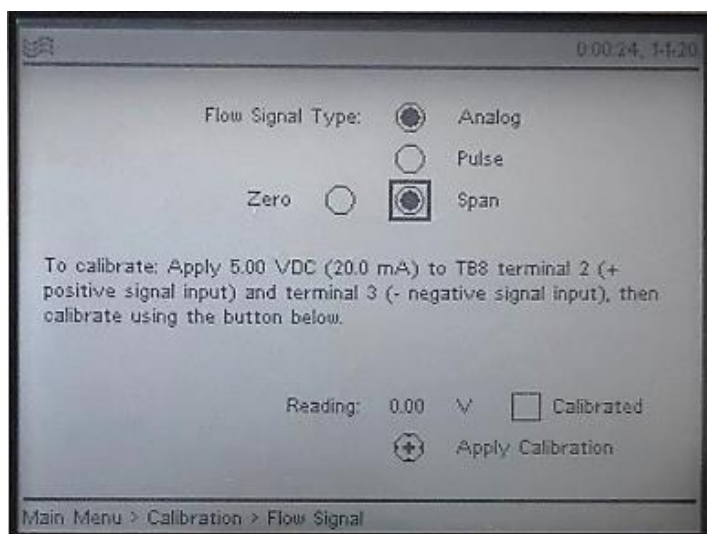 0:00:24, 1-1-20
Flow Signal Type: Analog
Pulse
Zero Span
To calibrate: Apply 5.00 VDC (20.0 mA) to TB8 terminal 2 (+
positive signal input) and terminal 3 (- negative signal input), then
calibrate using the button below.
Reading: 0.00 V Calibrated
Apply Calibration
Main Menu > Calibration > Flow Signal